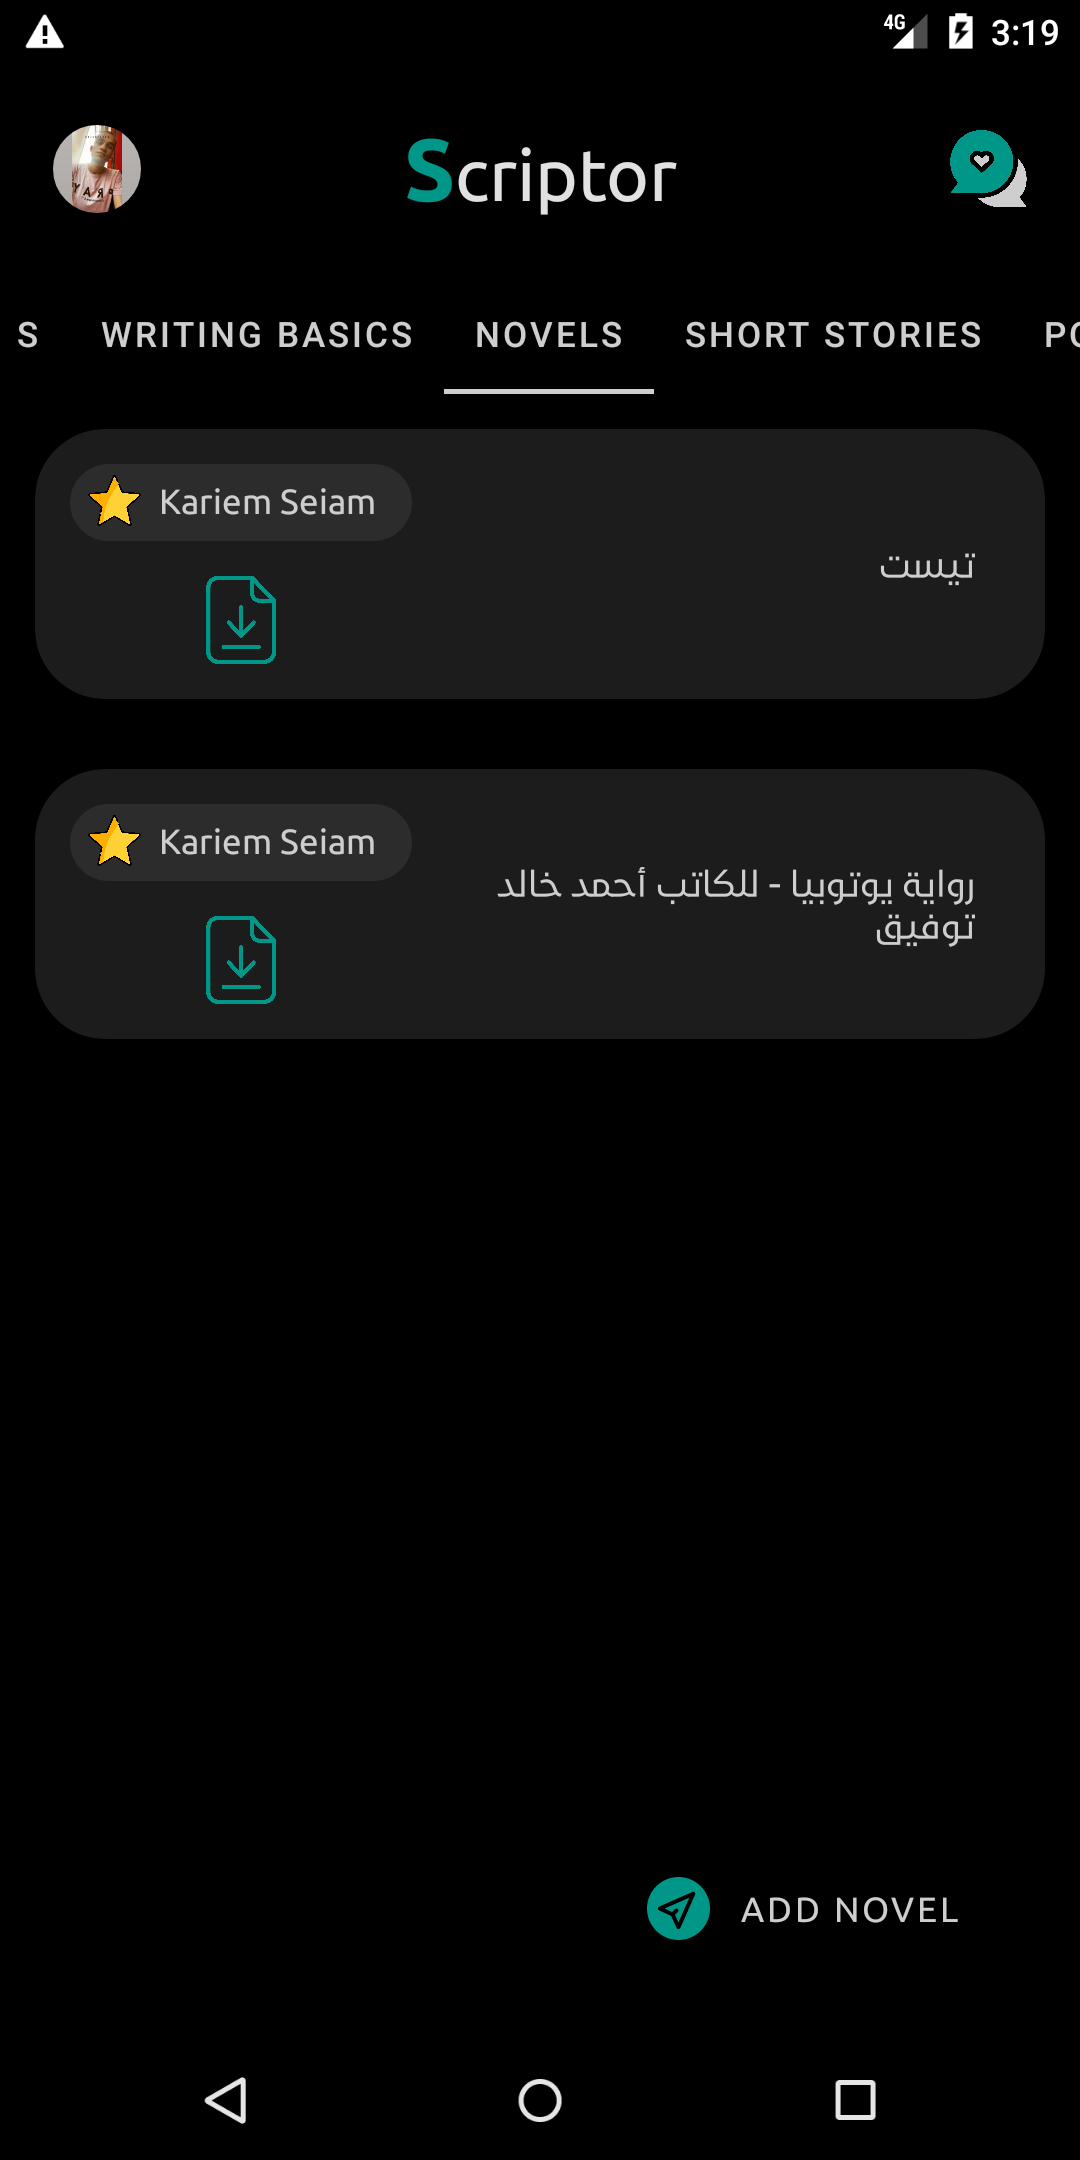 4G 3:19
Scriptor
S WRITING BASICS NOVELS SHORT STORIES PO
Kariem Seiam
تيست
Kariem Seiam
رواية يوتوبيا - للكاتب أحمد خالد
توفيق
ADD NOVEL